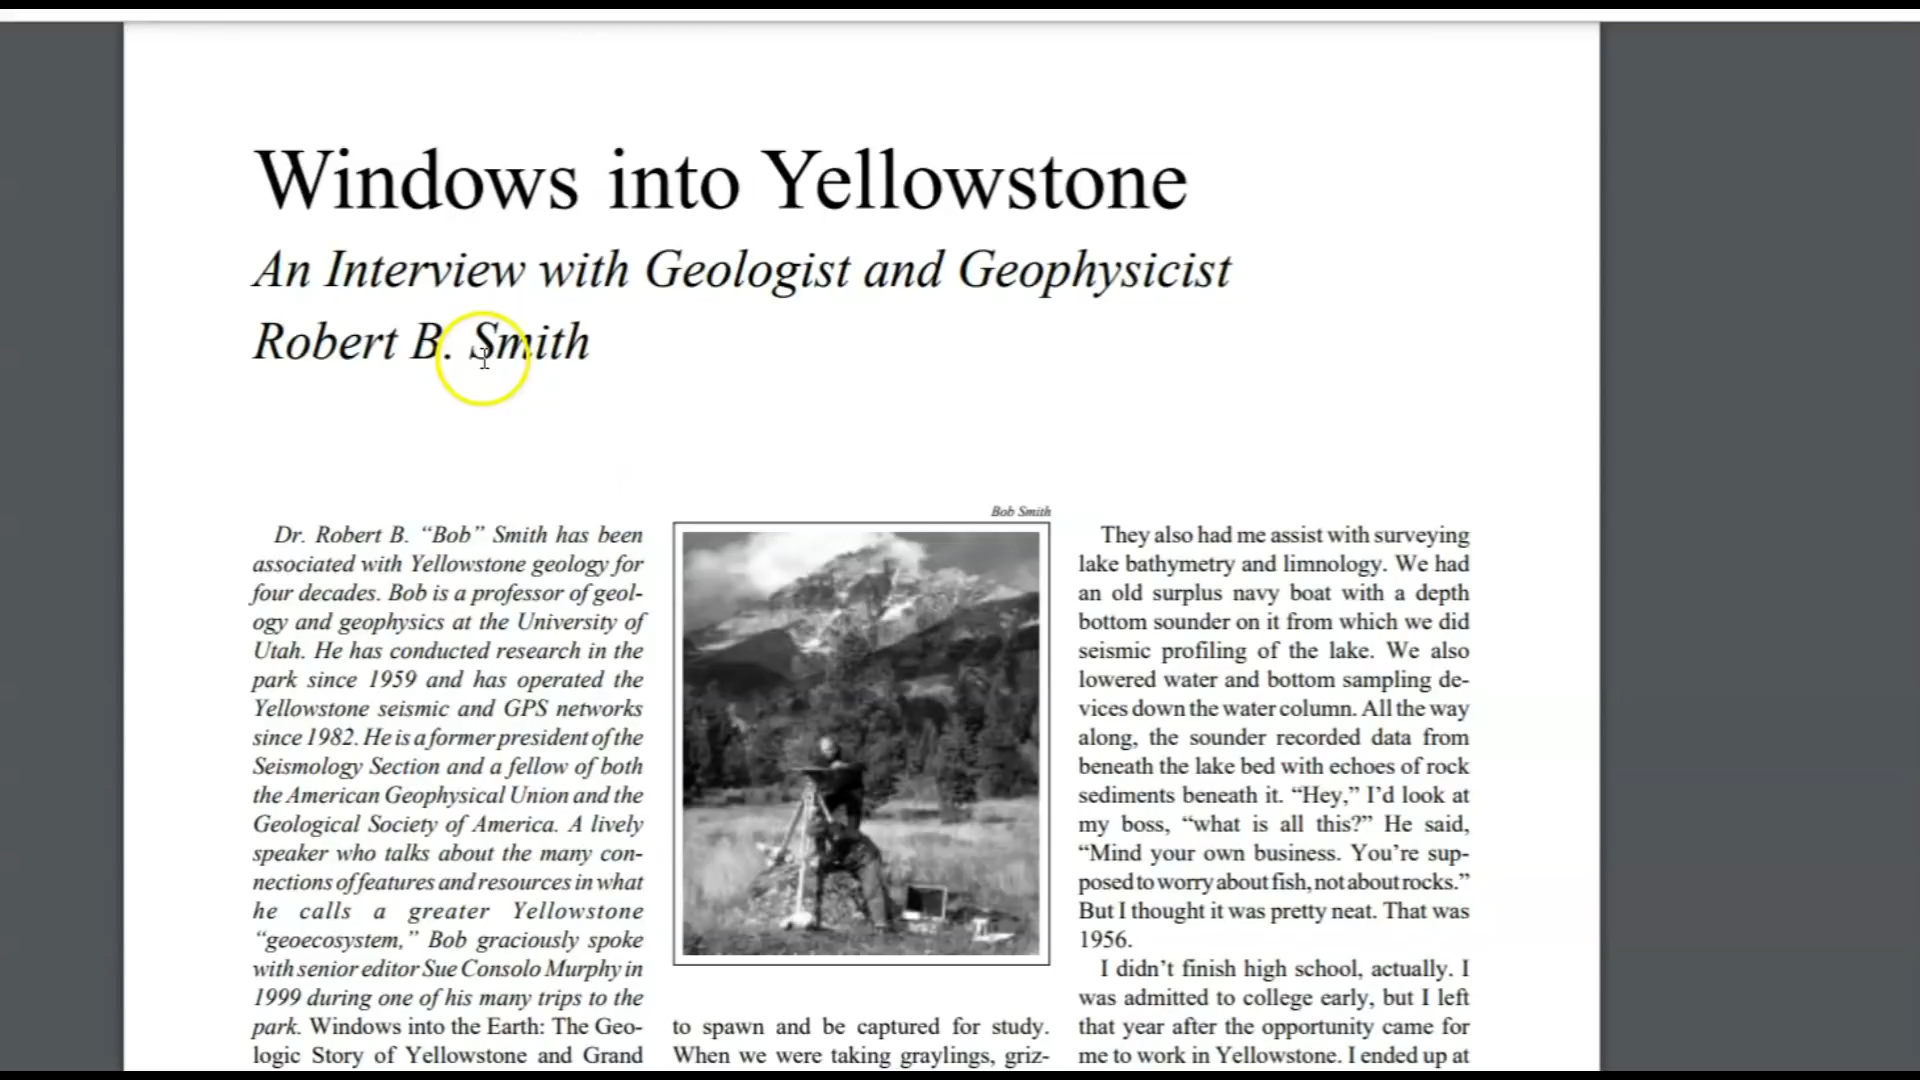 Windows into Yellowstone
An Interview with Geologist and Geophysicist
Robert B. Smith
Dr. Robert B. “Bob” Smith has been
associated with Yellowstone geology for
four decades. Bob is a professor of geol-
ogy and geophysics at the University of
Utah. He has conducted research in the
park since 1959 and has operated the
Yellowstone seismic and GPS networks
since 1982. He is a former president of the
Seismology Section and a fellow of both
the American Geophysical Union and the
Geological Society of America. A lively
speaker who talks about the many con-
nections of features and resources in what
he calls a greater Yellowstone
“geoecosystem,” Bob graciously spoke
with senior editor Sue Consolo Murphy in
1999 during one of his many trips to the
park. Windows into the Earth: The Geo-
logic Story of Yellowstone and Grand
Bob Smith
to spawn and be captured for study.
When we were taking graylings, griz-
They also had me assist with surveying
lake bathymetry and limnology. We had
an old surplus navy boat with a depth
bottom sounder on it from which we did
seismic profiling of the lake. We also
lowered water and bottom sampling de-
vices down the water column. All the way
along, the sounder recorded data from
beneath the lake bed with echoes of rock
sediments beneath it. “Hey,” I’d look at
my boss, “what is all this?” He said,
“Mind your own business. You’re sup-
posed to worry about fish, not about rocks.”
But I thought it was pretty neat. That was
1956.
I didn’t finish high school, actually. I
was admitted to college early, but I left
that year after the opportunity came for
me to work in Yellowstone. I ended up at